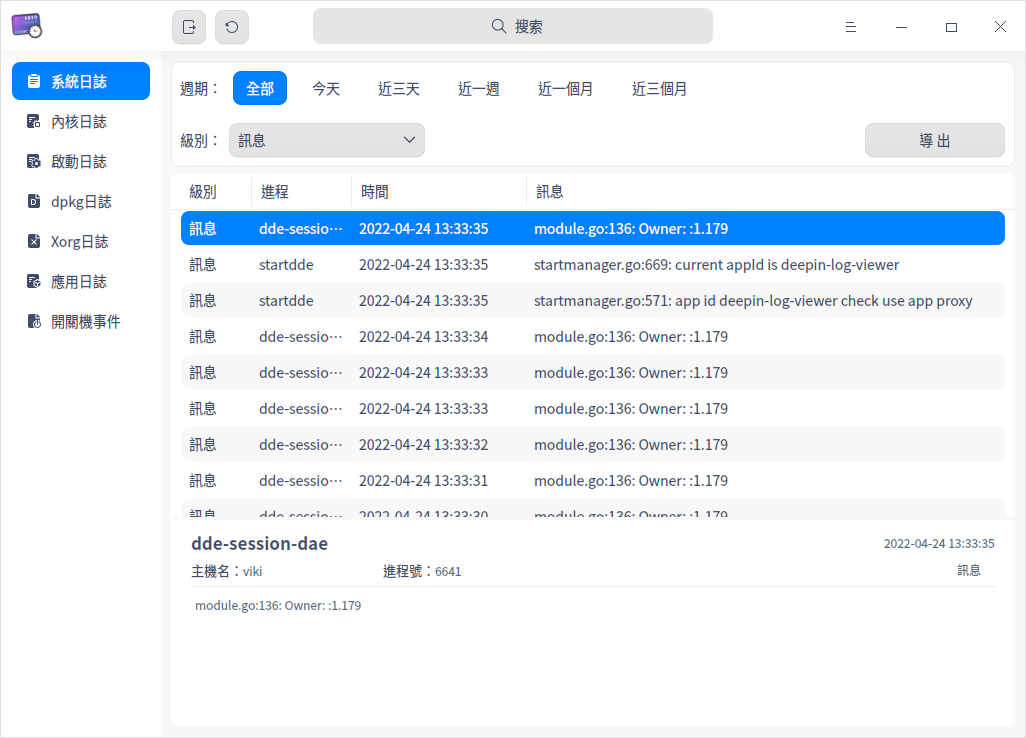 搜索
系統日誌
內核日誌
啟動日誌
dpkg日誌
Xorg日誌
應用日誌
開關機事件
週期： 全部 今天 近三天 近一週 近一個月 近三個月
級別： 訊息 導出
級別 進程 時間 訊息
訊息 dde-sessio··· 2022-04-24 13:33:35 module.go:136: Owner: :1.179
訊息 startdde 2022-04-24 13:33:35 startmanager.go:669: current appId is deepin-log-viewer
訊息 startdde 2022-04-24 13:33:35 startmanager.go:571: app id deepin-log-viewer check use app proxy
訊息 dde-sessio··· 2022-04-24 13:33:34 module.go:136: Owner: :1.179
訊息 dde-sessio··· 2022-04-24 13:33:33 module.go:136: Owner: :1.179
訊息 dde-sessio··· 2022-04-24 13:33:33 module.go:136: Owner: :1.179
訊息 dde-sessio··· 2022-04-24 13:33:32 module.go:136: Owner: :1.179
訊息 dde-sessio··· 2022-04-24 13:33:31 module.go:136: Owner: :1.179
訊息 dde-sessio··· 2022-04-24 13:33:30 module.go:136: Owner: :1.179
dde-session-dae 2022-04-24 13:33:35
主機名：viki 進程號：6641 訊息
module.go:136: Owner: :1.179